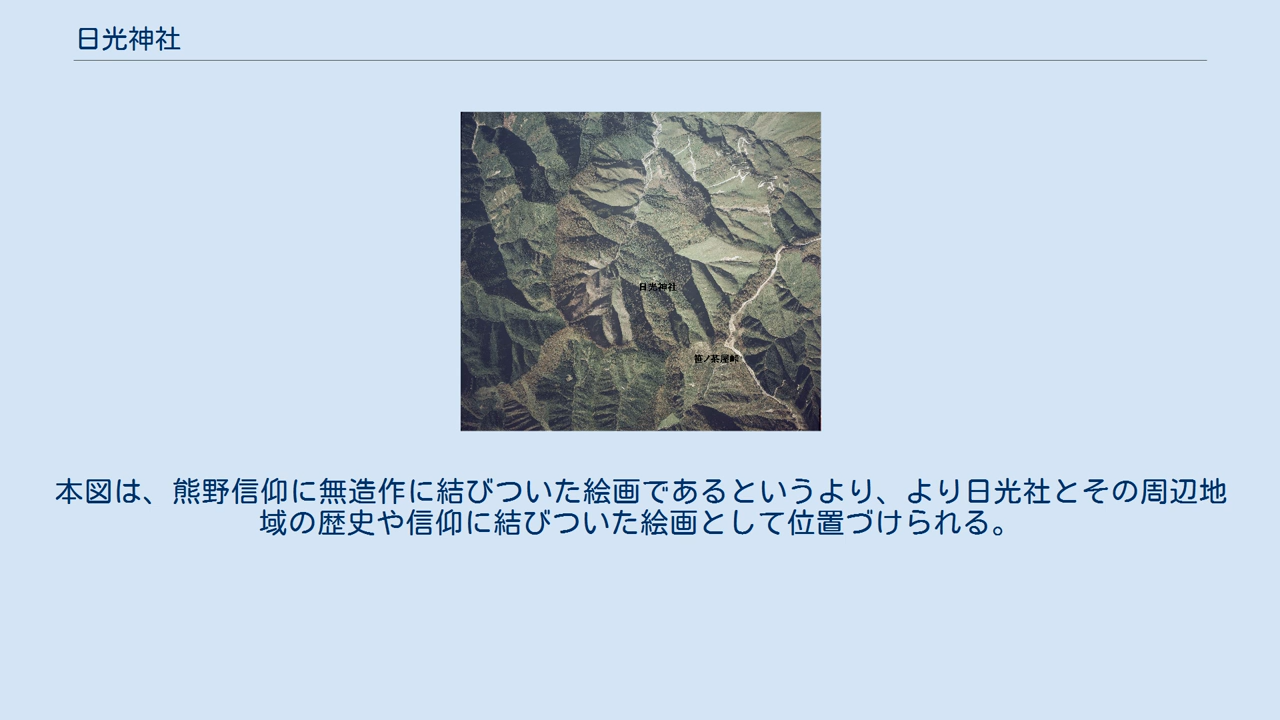 日光神社
日光神社
笹ノ茶屋峠
本図は、熊野信仰に無造作に結びついた絵画であるというより、より日光社とその周辺地
域の歴史や信仰に結びついた絵画として位置づけられる。